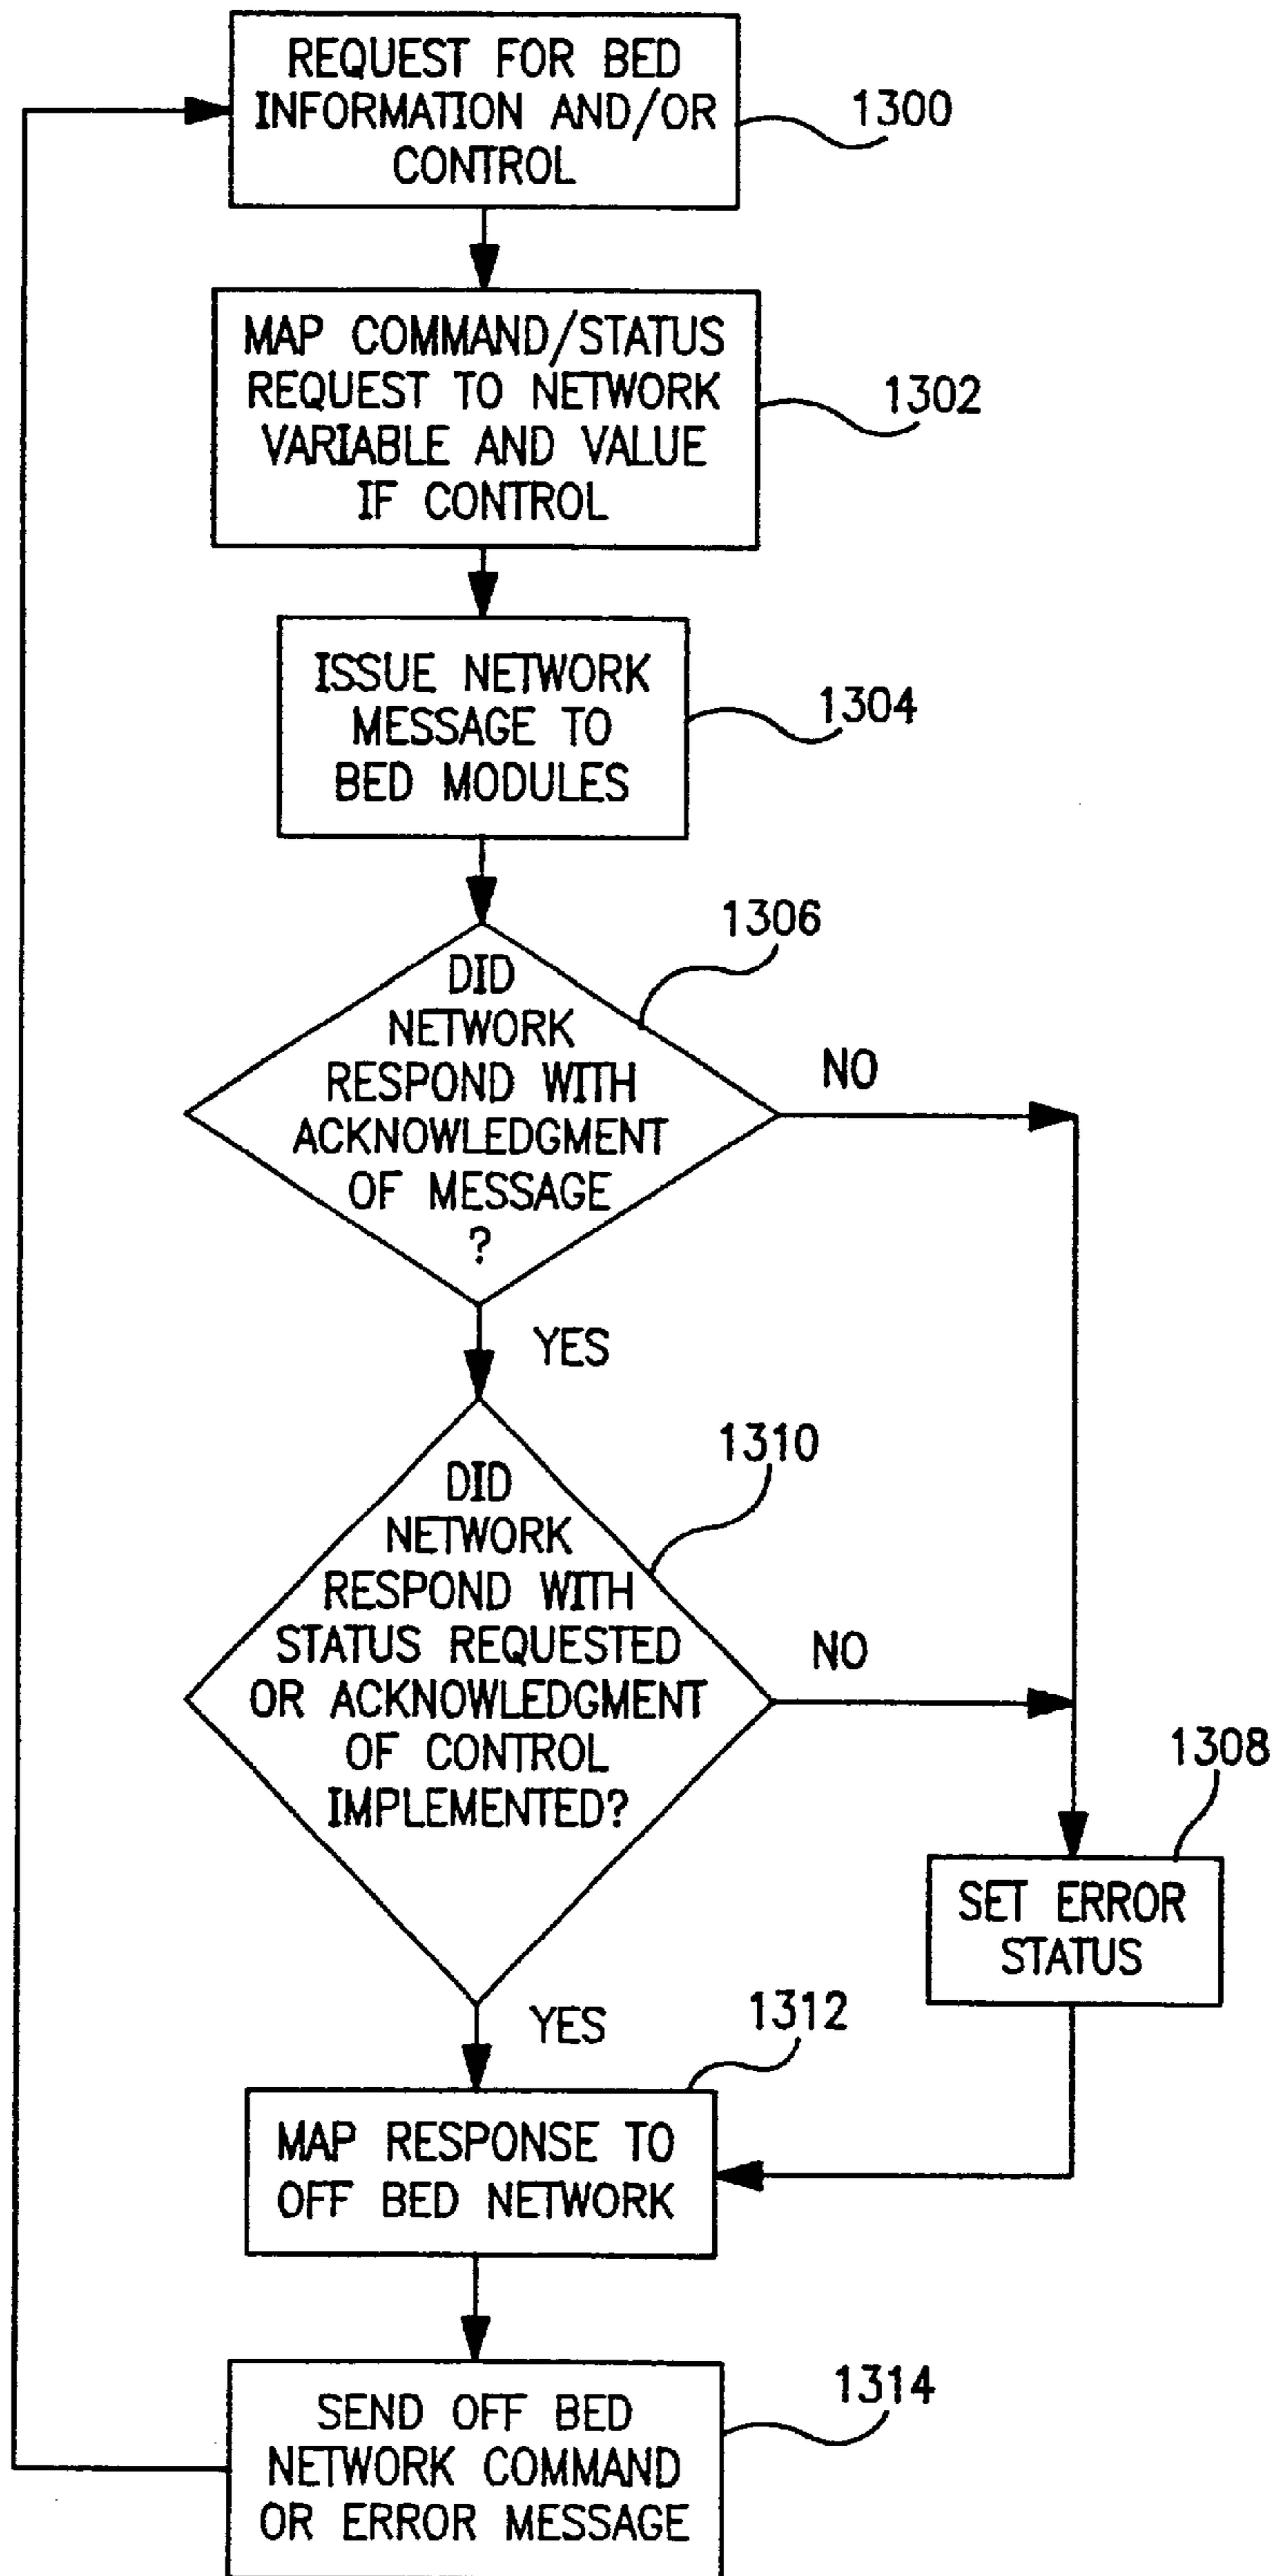 REQUEST FOR BED
INFORMATION AND/OR
CONTROL
1300
MAP COMMAND/STATUS
REQUEST TO NETWORK
VARIABLE AND VALUE
IF CONTROL
1302
ISSUE NETWORK
MESSAGE TO
BED MODULES
1304
1306
DID
NETWORK
RESPOND WITH
ACKNOWLEDGMENT
OF MESSAGE
?
NO
YES
1310
DID
NETWORK
RESPOND WITH
STATUS REQUESTED
OR ACKNOWLEDGMENT
OF CONTROL
IMPLEMENTED?
NO
1308
SET ERROR
STATUS
YES
1312
MAP RESPONSE TO
OFF BED NETWORK
1314
SEND OFF BED
NETWORK COMMAND
OR ERROR MESSAGE